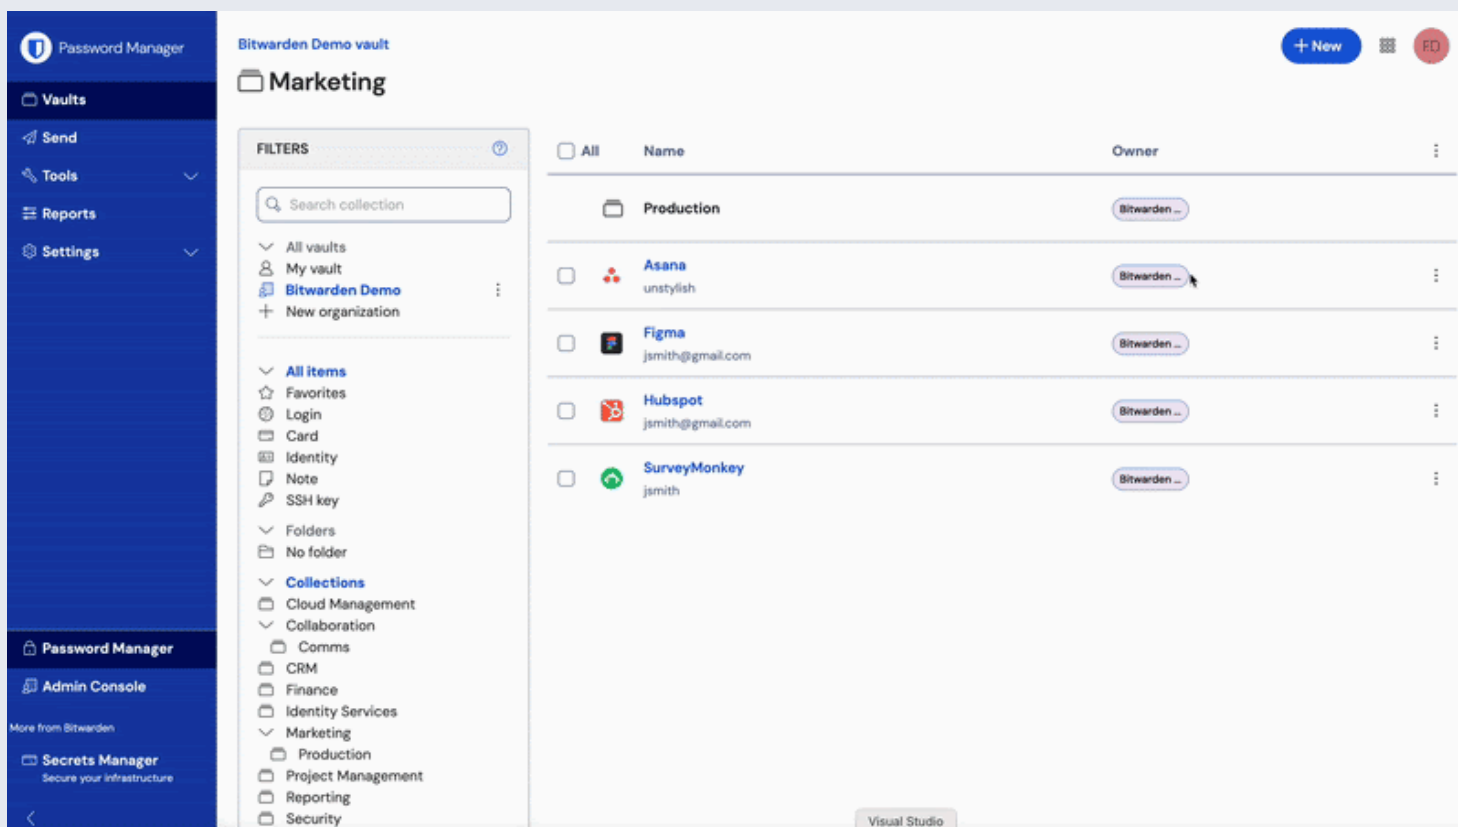 Password Manager
Vaults
Send
Tools
Reports
Settings
Password Manager
Admin Console
More from Bitwarden
Secrets Manager
Secure your infrastructure
Bitwarden Demo vault
Marketing
+ New
FD
FILTERS
Search collection
All vaults
My vault
Bitwarden Demo
New organization
All items
Favorites
Login
Card
Identity
Note
SSH key
Folders
No folder
Collections
Cloud Management
Collaboration
Comms
CRM
Finance
Identity Services
Marketing
Production
Project Management
Reporting
Security
All Name Owner
Production Bitwarden ...
Asana Bitwarden ...
unstylish
Figma Bitwarden ...
jsmith@gmail.com
Hubspot Bitwarden ...
jsmith@gmail.com
SurveyMonkey Bitwarden ...
jsmith
Visual Studio